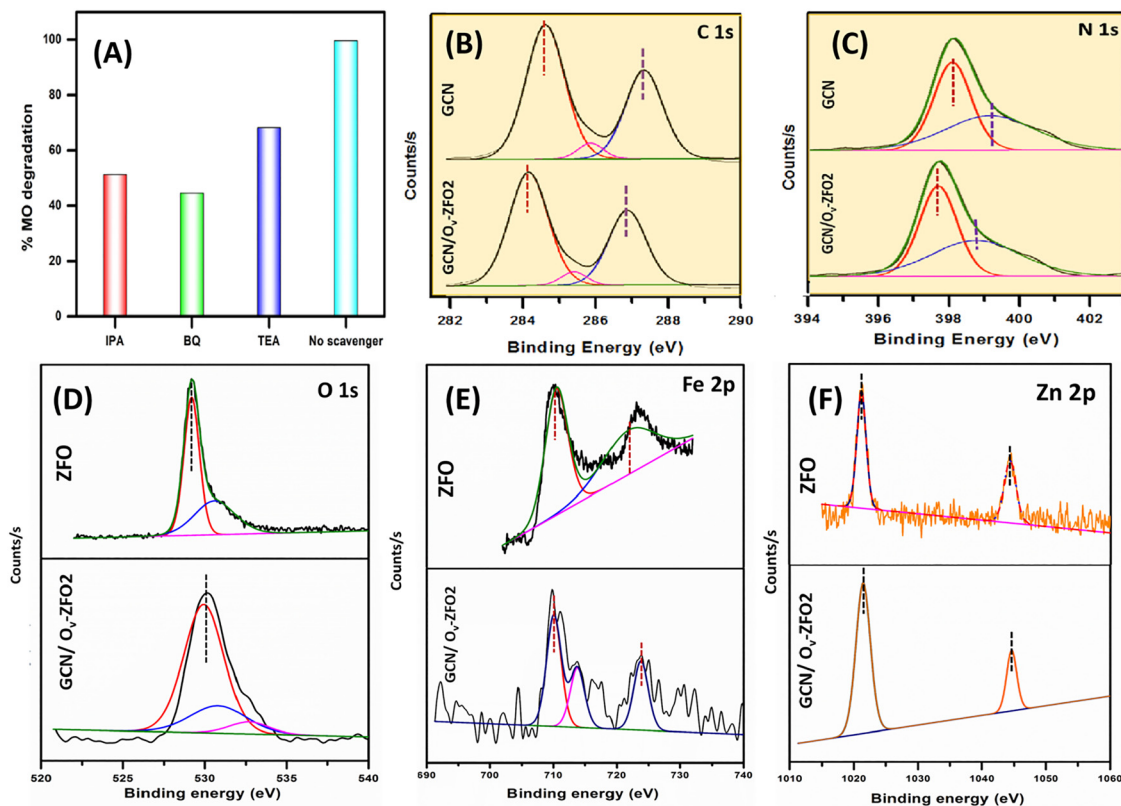 (A)
% MO degradation
100
80
60
40
20
0
IPA BQ TEA No scavenger
(B)
C 1s
GCN
GCN/Oᵥ-ZFO2
Counts/s
282 284 286 288 290
Binding Energy (eV)
(C)
N 1s
GCN
GCN/Oᵥ-ZFO2
Counts/s
394 396 398 400 402
Binding Energy (eV)
(D)
O 1s
ZFO
GCN/ Oᵥ-ZFO2
Counts/s
520 525 530 535 540
Binding energy (eV)
(E)
Fe 2p
ZFO
GCN/ Oᵥ-ZFO2
Counts/s
690 700 710 720 730 740
Binding energy (eV)
(F)
Zn 2p
ZFO
GCN/ Oᵥ-ZFO2
Counts/s
1010 1020 1030 1040 1050 1060
Binding energy (eV)